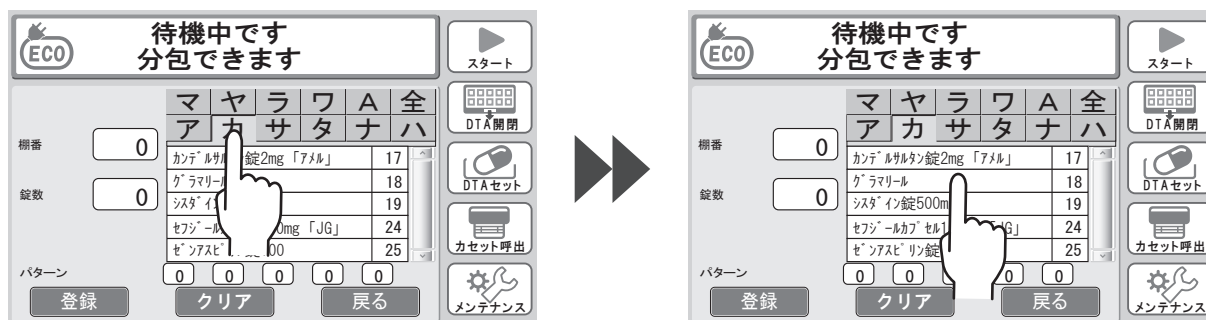 ECO
待機中です
分包できます
スタート
DTA開閉
DTAセット
カセット呼出
メンテナンス
マ ヤ ラ ワ A 全
ア カ サ タ ナ ハ
棚番 0
錠数 0
カンデﾞﾙｻﾙ 錠2mg「ｱﾒﾙ」 17
ｸﾞﾗﾏﾘｰ 18
ｼｽﾀﾞｲ 19
ｾﾌｼﾞｰﾙ 0mg「JG」 24
ｾﾞﾝｱｽﾋﾟ 00 25
パターン 0 0 0 0 0
登録 クリア 戻る
ECO
待機中です
分包できます
スタート
DTA開閉
DTAセット
カセット呼出
メンテナンス
マ ヤ ラ ワ A 全
ア カ サ タ ナ ハ
棚番 0
錠数 0
ｶﾝﾃﾞﾙｻﾙﾀﾝ錠2mg「ｱﾒﾙ」 17
ｸﾞﾗﾏﾘｰﾙ 18
ｼｽﾀﾞｲﾝ錠500m 19
ｾﾌｼﾞｰﾙｶﾌﾟｾﾙ1 G」 24
ｾﾞﾝｱｽﾋﾟﾘﾝ錠 25
パターン 0 0 0 0
登録 クリア 戻る